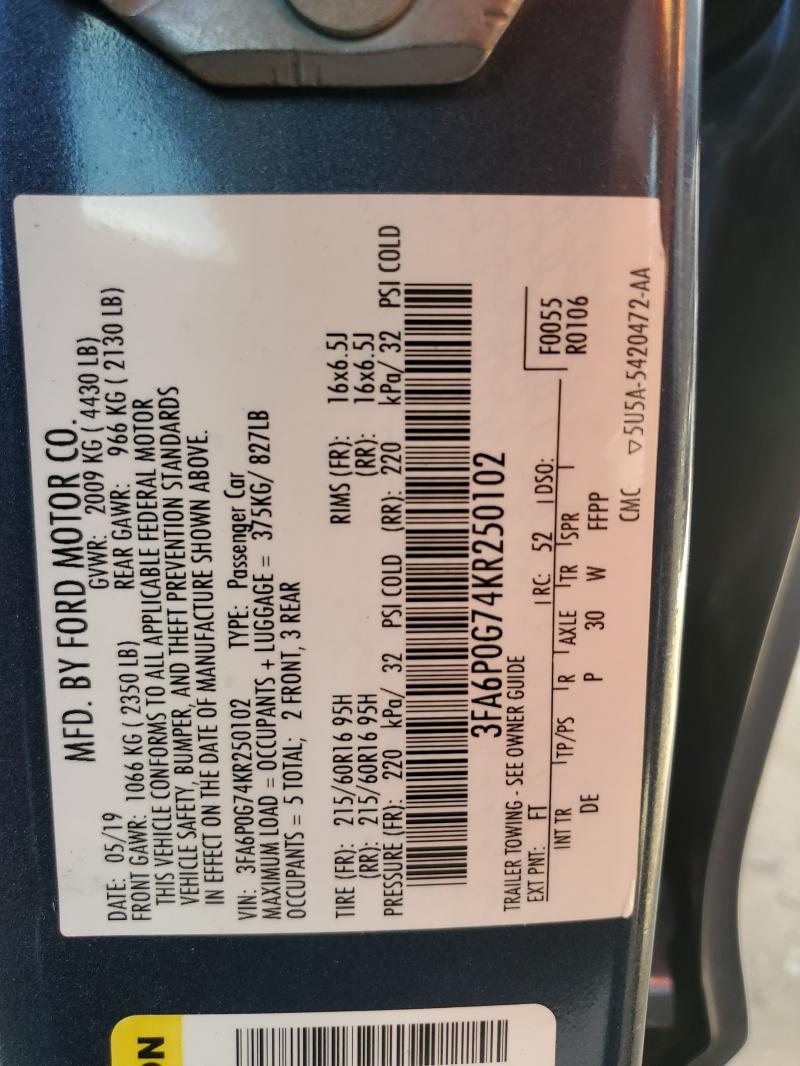 MFD. BY FORD MOTOR CO.
DATE: 05/19 GVWR: 2009 KG ( 4430 LB)
FRONT GAWR: 1066 KG ( 2350 LB) REAR GAWR: 966 KG ( 2130 LB)
THIS VEHICLE CONFORMS TO ALL APPLICABLE FEDERAL MOTOR
VEHICLE SAFETY, BUMPER, AND THEFT PREVENTION STANDARDS
IN EFFECT ON THE DATE OF MANUFACTURE SHOWN ABOVE.
VIN: 3FA6P0G74KR250102 TYPE: Passenger Car
MAXIMUM LOAD = OCCUPANTS + LUGGAGE = 375KG/ 827LB
OCCUPANTS = 5 TOTAL; 2 FRONT, 3 REAR
TIRE (FR): 215/60R16 95H RIMS (FR): 16x6.5J
(RR): 215/60R16 95H (RR): 16x6.5J
PRESSURE (FR): 220 kPa/ 32 PSI COLD (RR): 220 kPa/ 32 PSI COLD
3FA6P0G74KR250102
TRAILER TOWING - SEE OWNER GUIDE
EXT PNT: FT RC: 52 DSO: F0055
INT TR TP/PS R AXLE TR SPR R0106
DE P 30 W FFPP
CMC ▽5U5A-5420472-AA
ON